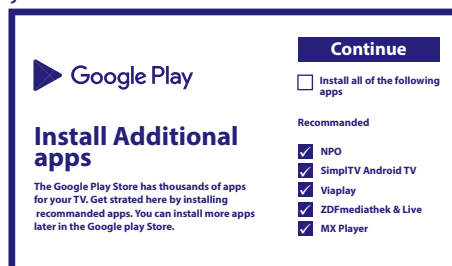 Google Play
Install Additional
apps
The Google Play Store has thousands of apps
for your TV. Get strated here by installing
recommanded apps. You can install more apps
later in the Google play Store.
Continue
Install all of the following
apps
Recommanded
NPO
SimplTV Android TV
Viaplay
ZDFmediathek & Live
MX Player